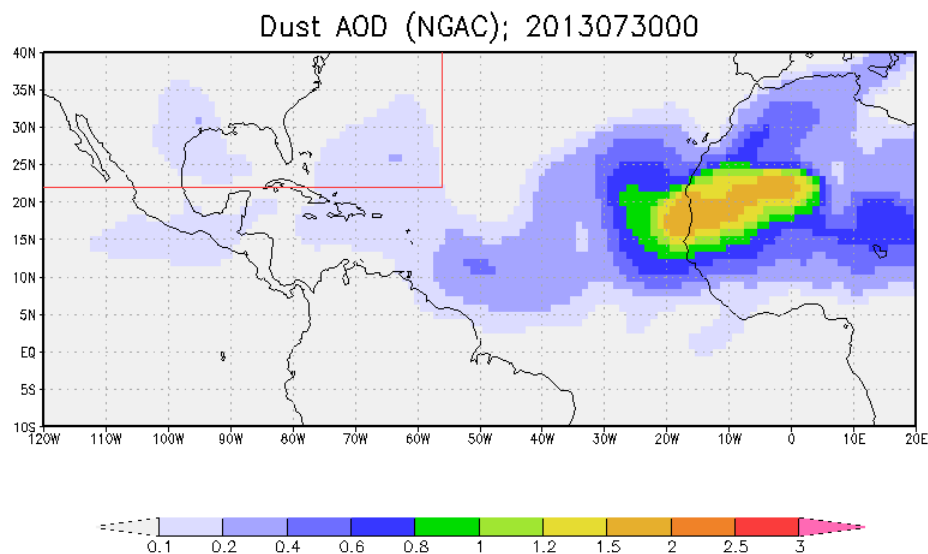 Dust AOD (NGAC); 2013073000
40N
35N
30N
25N
20N
15N
10N
5N
EQ
5S
10S
120W 110W 100W 90W 80W 70W 60W 50W 40W 30W 20W 10W 0 10E 20E
0.1 0.2 0.4 0.6 0.8 1 1.2 1.5 2 2.5 3